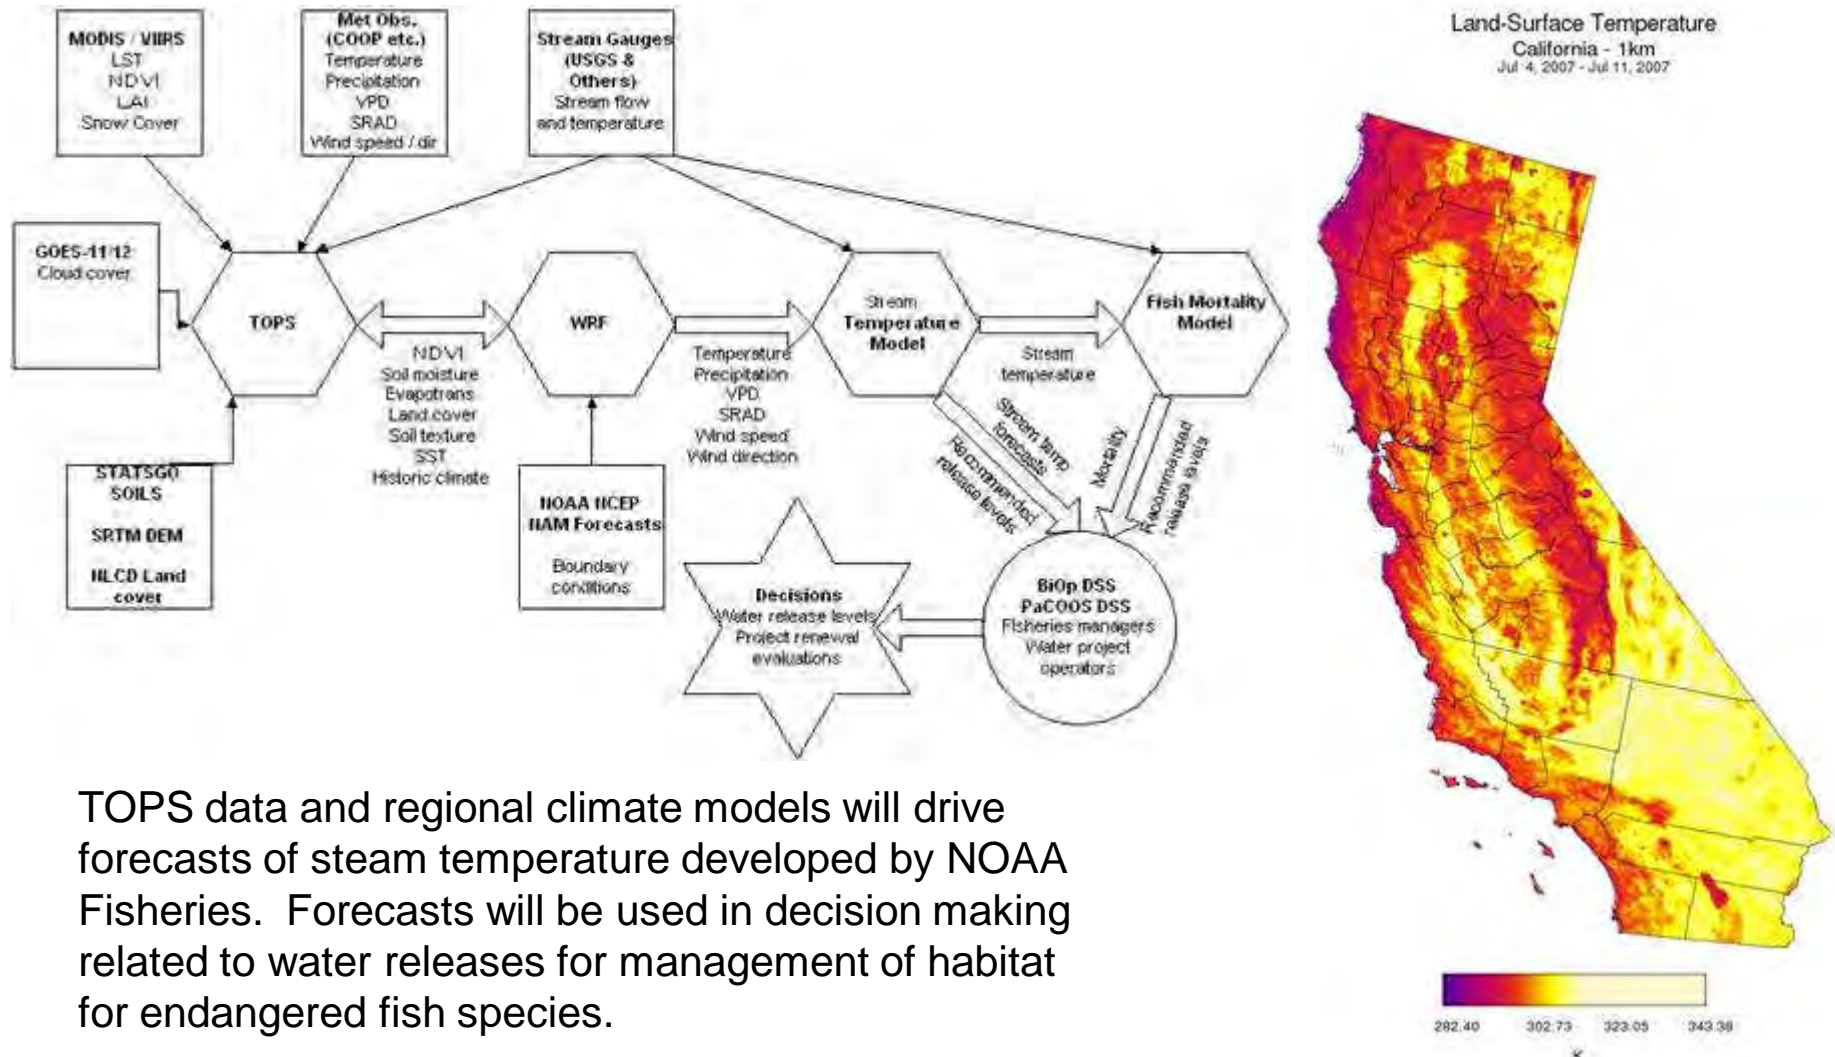 MODIS / VIIRS
LST
NDVI
LAI
Snow Cover
Met Obs.
(COOP etc.)
Temperature
Precipitation
VPD
SRAD
Wind speed / dir
Stream Gauges
(USGS &
Others)
Stream flow
and temperature
GOES-11/12
Cloud cover
TOPS
NDVI
Soil moisture
Evapotrans
Land cover
Soil texture
SST
Historic climate
WRF
Temperature
Precipitation
VPD
SRAD
Wind speed
Wind direction
Stream
Temperature
Model
Stream
temperature
Fish Mortality
Model
STATSGO
SOILS
SRTM DEM
NLCD Land
cover
NOAA NCEP
NAM Forecasts
Boundary
conditions
Stream temp
forecasts
Recommended
release levels
Mortality
Recommended
release levels
Decisions
Water release levels
Project renewal
evaluations
BiOp DSS
PaCOOS DSS
Fisheries managers
Water project
operators
TOPS data and regional climate models will drive
forecasts of steam temperature developed by NOAA
Fisheries.  Forecasts will be used in decision making
related to water releases for management of habitat
for endangered fish species.
Land-Surface Temperature
California - 1km
Jul 4, 2007 - Jul 11, 2007
282.40 302.73 323.05 343.38
K